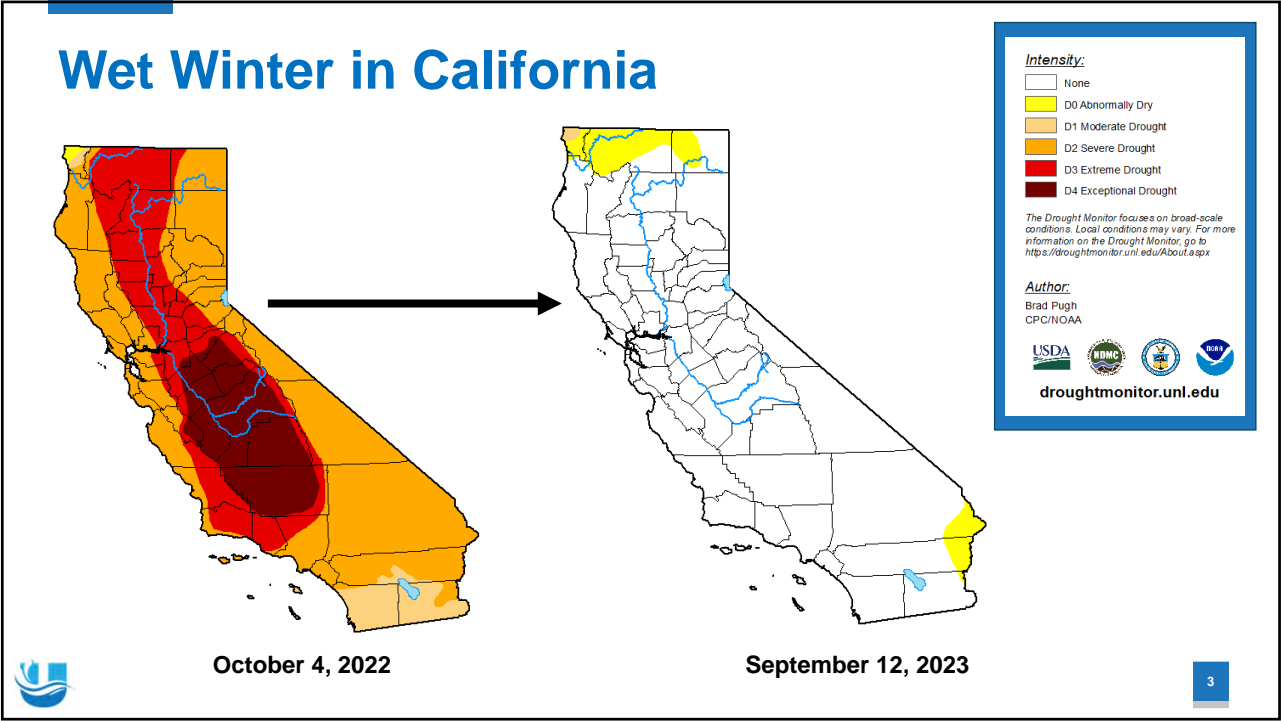 Wet Winter in California
Intensity:
None
D0 Abnormally Dry
D1 Moderate Drought
D2 Severe Drought
D3 Extreme Drought
D4 Exceptional Drought
The Drought Monitor focuses on broad-scale
conditions. Local conditions may vary. For more
information on the Drought Monitor, go to
https://droughtmonitor.unl.edu/About.aspx
Author:
Brad Pugh
CPC/NOAA
USDA
NDMC
NOAA
droughtmonitor.unl.edu
October 4, 2022
September 12, 2023
3